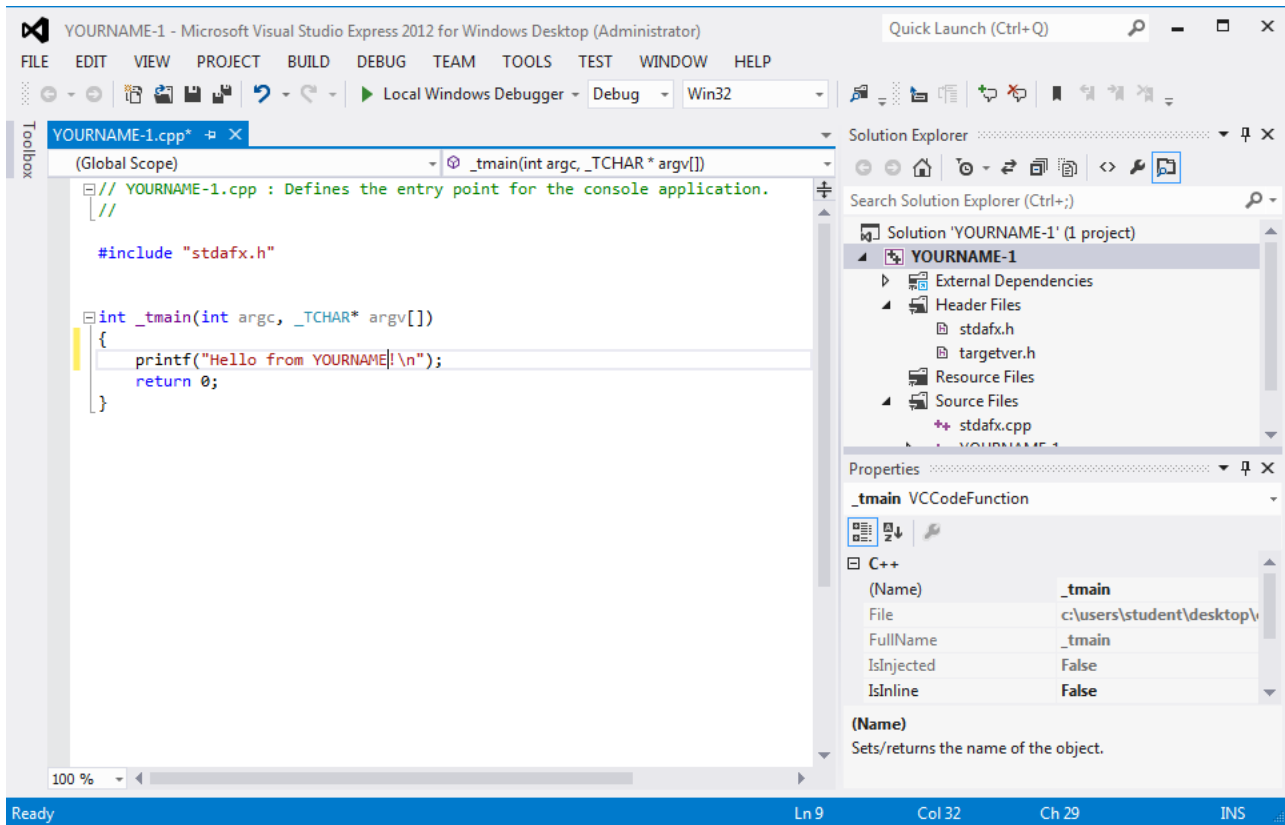 YOURNAME-1 - Microsoft Visual Studio Express 2012 for Windows Desktop (Administrator)
Quick Launch (Ctrl+Q)
FILE EDIT VIEW PROJECT BUILD DEBUG TEAM TOOLS TEST WINDOW HELP
Local Windows Debugger Debug Win32
Toolbox
YOURNAME-1.cpp*
(Global Scope) _tmain(int argc, _TCHAR * argv[])
// YOURNAME-1.cpp : Defines the entry point for the console application.
//
#include "stdafx.h"
int _tmain(int argc, _TCHAR* argv[])
{
printf("Hello from YOURNAME!\n");
return 0;
}
100 %
Solution Explorer
Search Solution Explorer (Ctrl+;)
Solution 'YOURNAME-1' (1 project)
YOURNAME-1
External Dependencies
Header Files
stdafx.h
targetver.h
Resource Files
Source Files
stdafx.cpp
YOURNAME-1
Properties
_tmain VCCodeFunction
C++
(Name) _tmain
File c:\users\student\desktop\
FullName _tmain
IsInjected False
IsInline False
(Name)
Sets/returns the name of the object.
Ready Ln 9 Col 32 Ch 29 INS